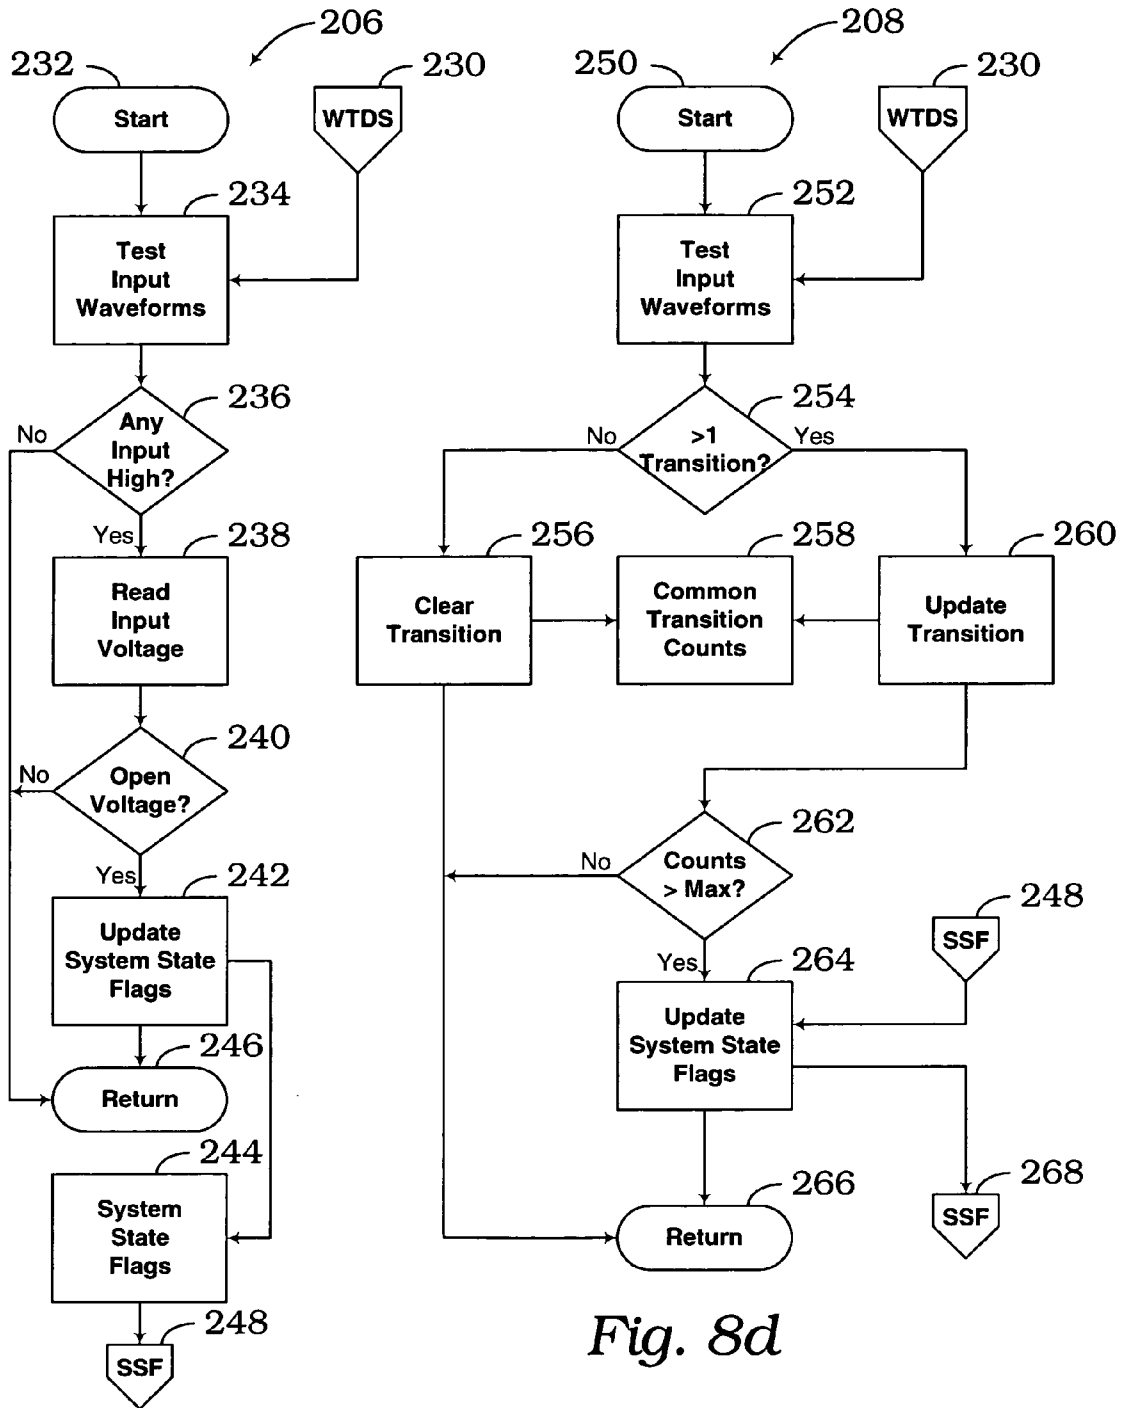 206
232
Start
230
WTDS
234
Test
Input
Waveforms
236
Any
Input
High?
No
Yes
238
Read
Input
Voltage
240
Open
Voltage?
No
Yes
242
Update
System State
Flags
246
Return
244
System
State
Flags
248
SSF
208
250
Start
230
WTDS
252
Test
Input
Waveforms
254
>1
Transition?
No
Yes
256
Clear
Transition
258
Common
Transition
Counts
260
Update
Transition
262
Counts
> Max?
No
Yes
248
SSF
264
Update
System State
Flags
266
Return
268
SSF
Fig. 8d